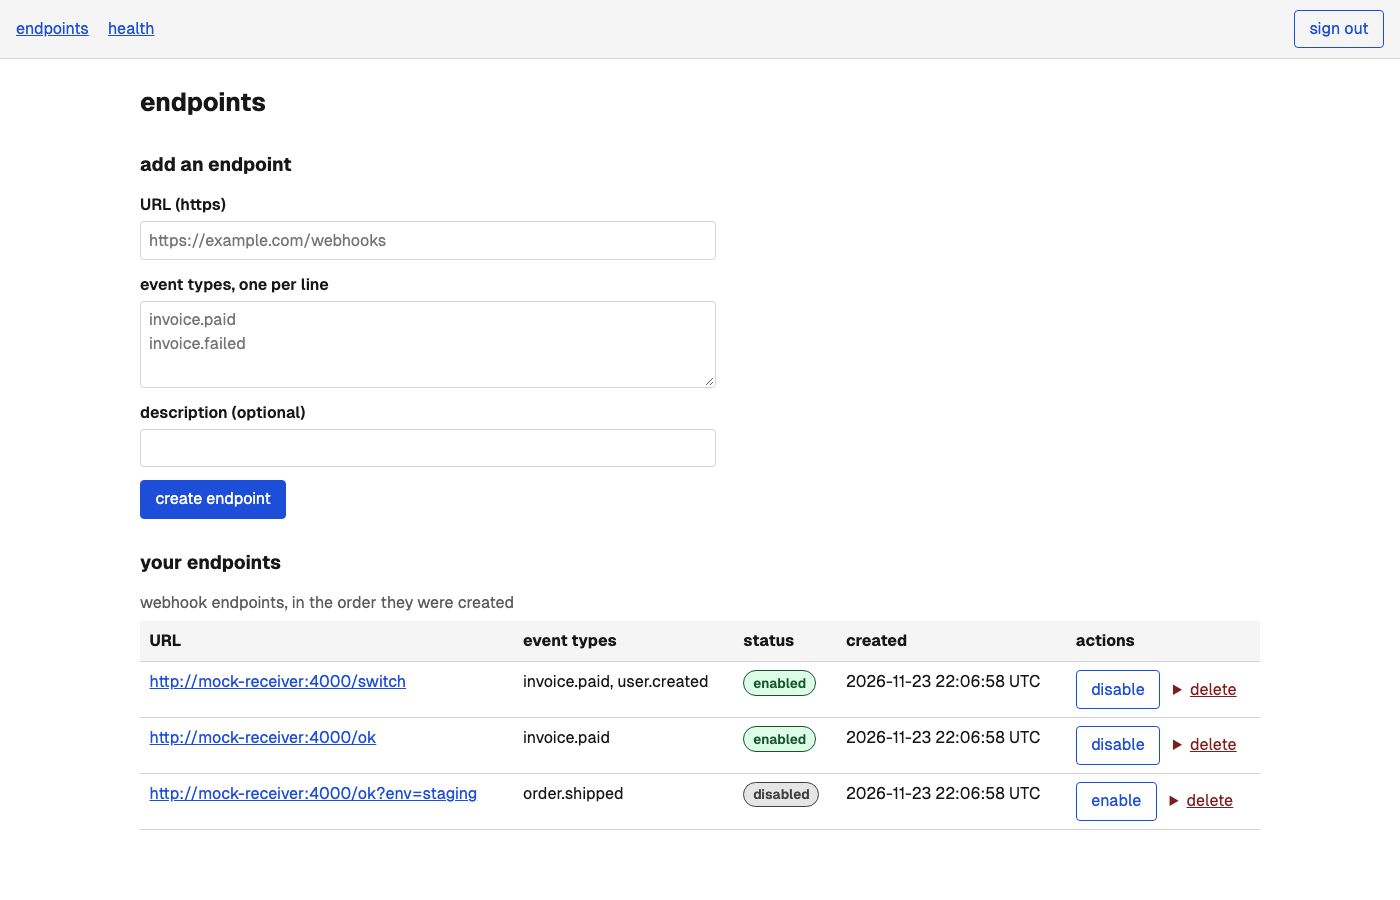 endpoints health sign out
endpoints
add an endpoint
URL (https)
https://example.com/webhooks
event types, one per line
invoice.paid
invoice.failed
description (optional)
create endpoint
your endpoints
webhook endpoints, in the order they were created
URL event types status created actions
http://mock-receiver:4000/switch invoice.paid, user.created enabled 2026-11-23 22:06:58 UTC disable delete
http://mock-receiver:4000/ok invoice.paid enabled 2026-11-23 22:06:58 UTC disable delete
http://mock-receiver:4000/ok?env=staging order.shipped disabled 2026-11-23 22:06:58 UTC enable delete